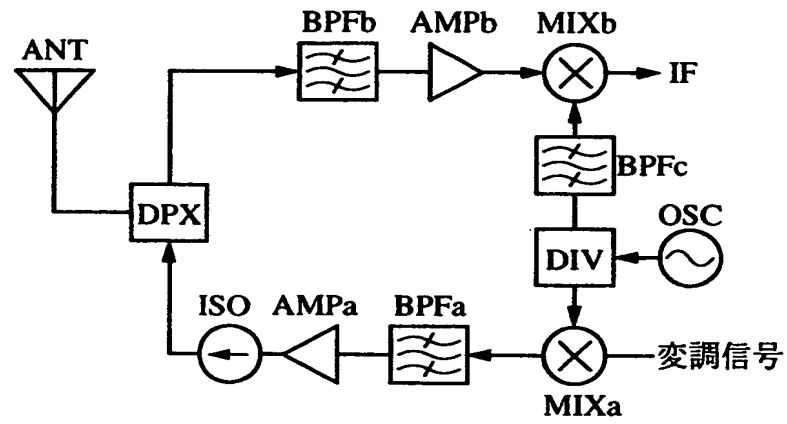 BPFb
AMPb
MIXb
ANT
IF
BPFc
DPX
OSC
DIV
ISO
AMPa
BPFa
変調信号
MIXa